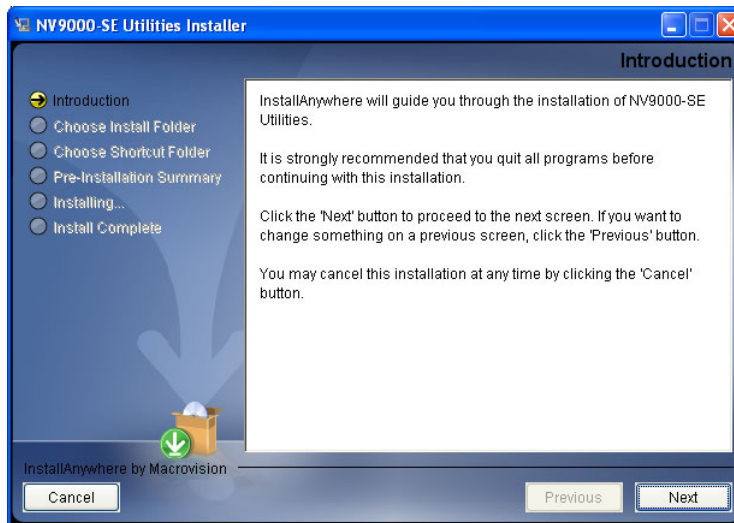 NV9000-SE Utilities Installer
Introduction
Introduction
Choose Install Folder
Choose Shortcut Folder
Pre-Installation Summary
Installing...
Install Complete
InstallAnywhere will guide you through the installation of NV9000-SE
Utilities.
It is strongly recommended that you quit all programs before
continuing with this installation.
Click the 'Next' button to proceed to the next screen. If you want to
change something on a previous screen, click the 'Previous' button.
You may cancel this installation at any time by clicking the 'Cancel'
button.
InstallAnywhere by Macrovision
Cancel
Previous
Next